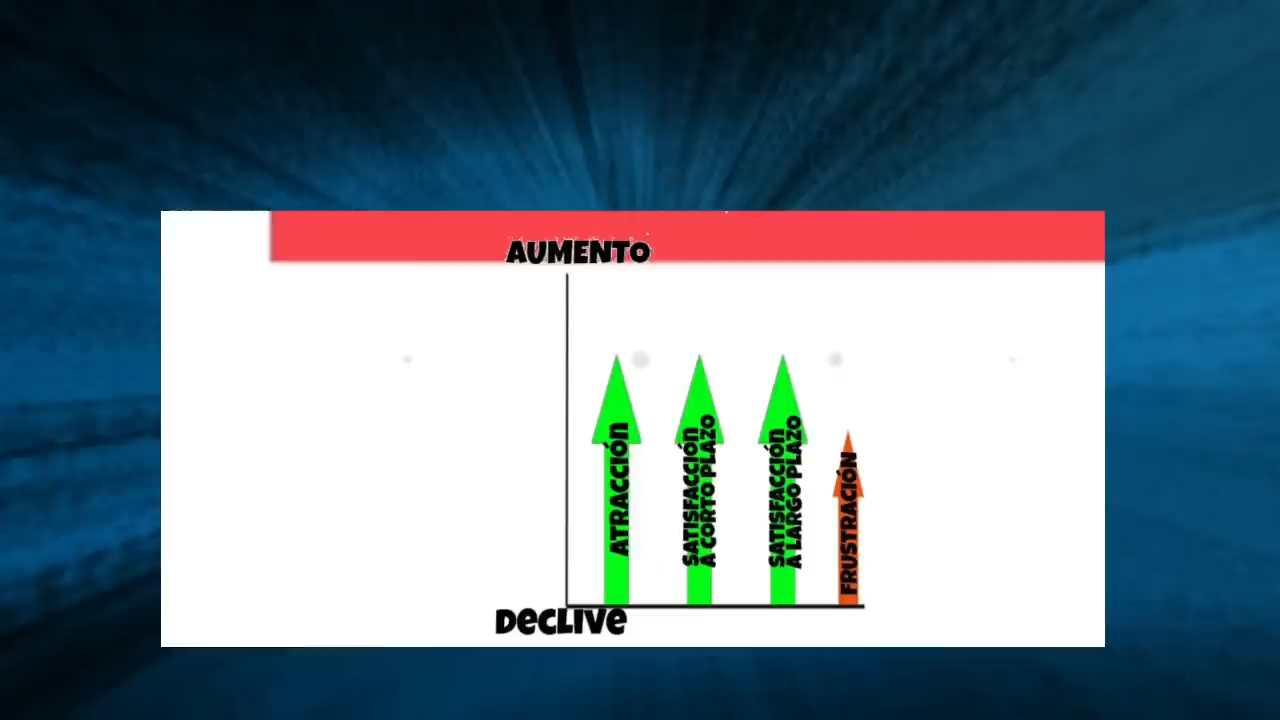 AUMENTO
ATRACCIÓN
SATISFACCIÓN
A CORTO PLAZO
SATISFACCIÓN
A LARGO PLAZO
FRUSTRACIÓN
DECLIVE